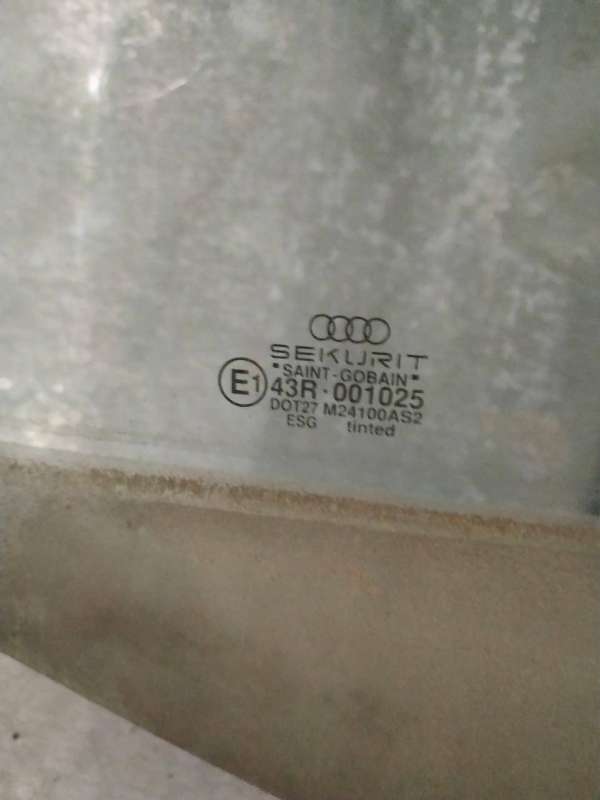 SEKURIT
"SAINT-GOBAIN"
E1 43R·001025
DOT27 M24100AS2
ESG tinted